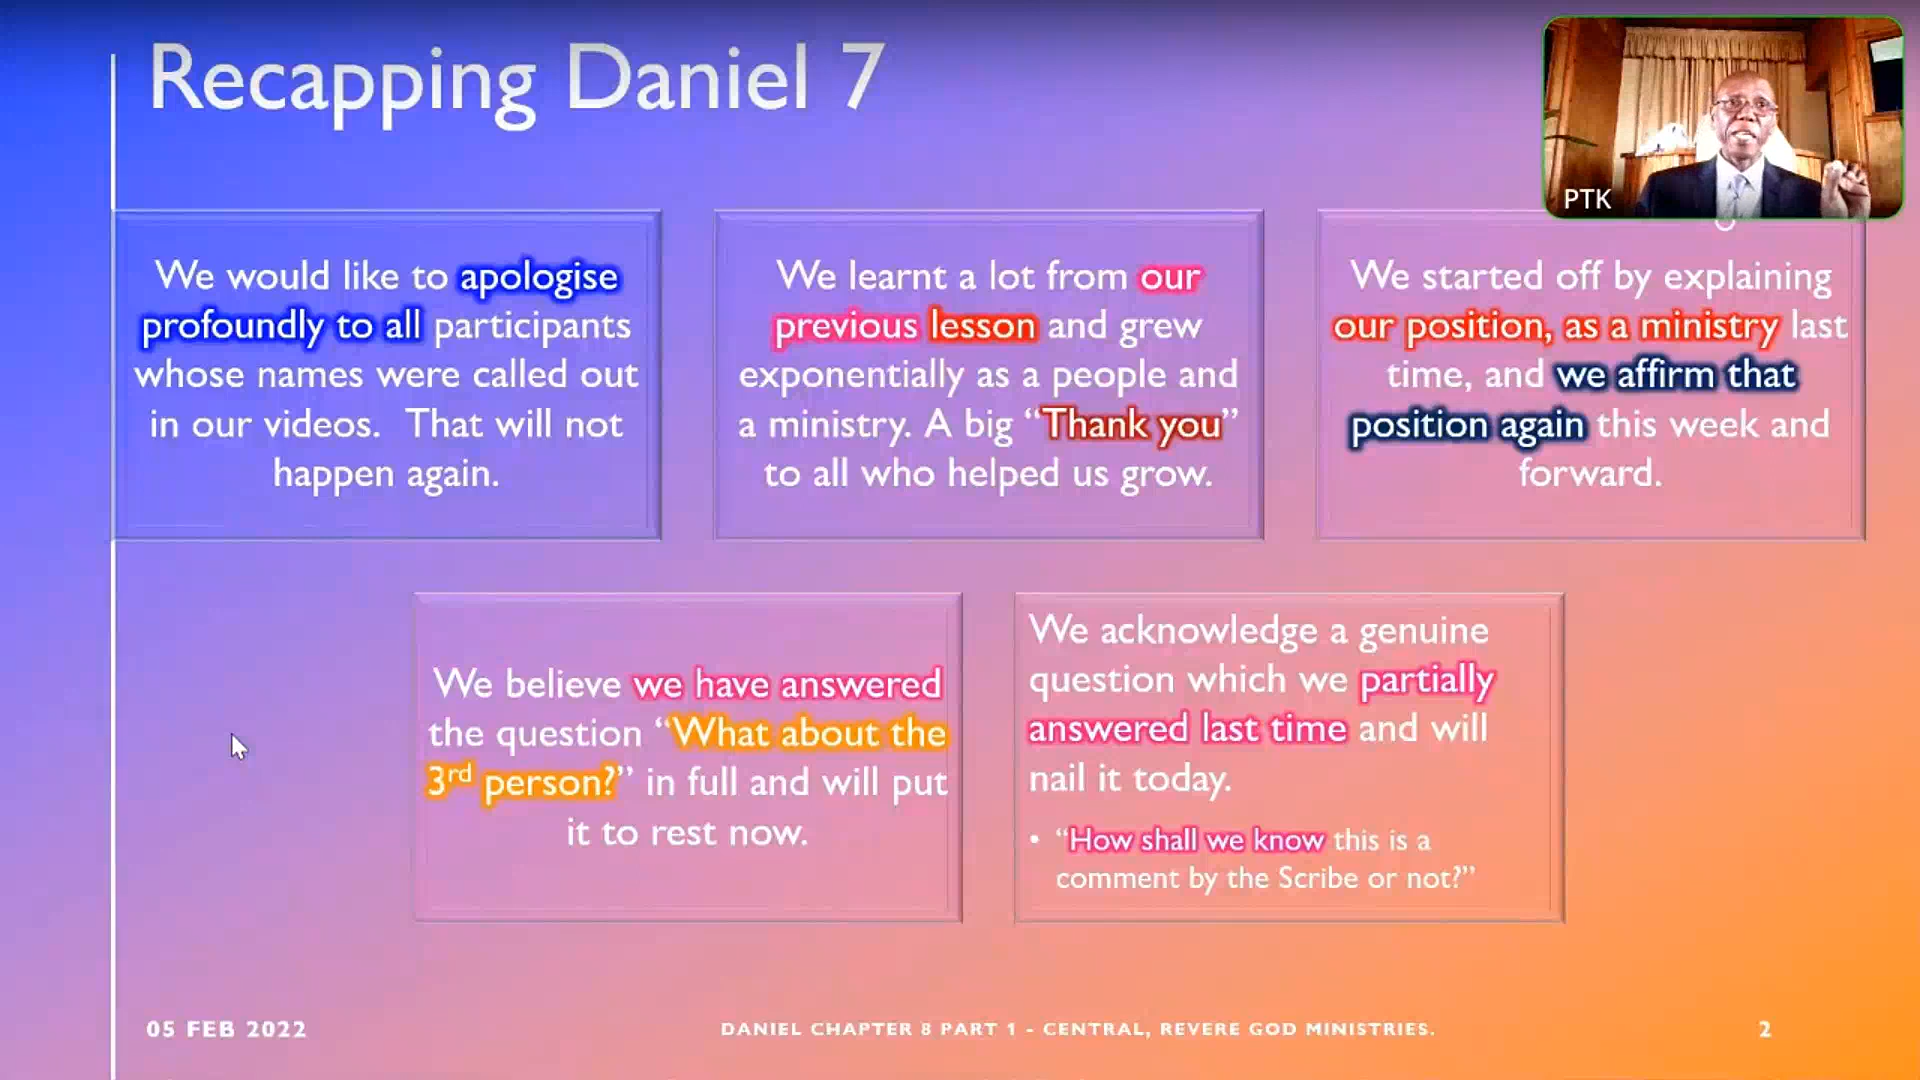 Recapping Daniel 7
PTK
We would like to apologise
profoundly to all participants
whose names were called out
in our videos.  That will not
happen again.
We learnt a lot from our
previous lesson and grew
exponentially as a people and
a ministry. A big “Thank you”
to all who helped us grow.
We started off by explaining
our position, as a ministry last
time, and we affirm that
position again this week and
forward.
We believe we have answered
the question “What about the
3rd person?” in full and will put
it to rest now.
We acknowledge a genuine
question which we partially
answered last time and will
nail it today.
• “How shall we know this is a
comment by the Scribe or not?”
05 FEB 2022
DANIEL CHAPTER 8 PART 1 - CENTRAL, REVERE GOD MINISTRIES.
2